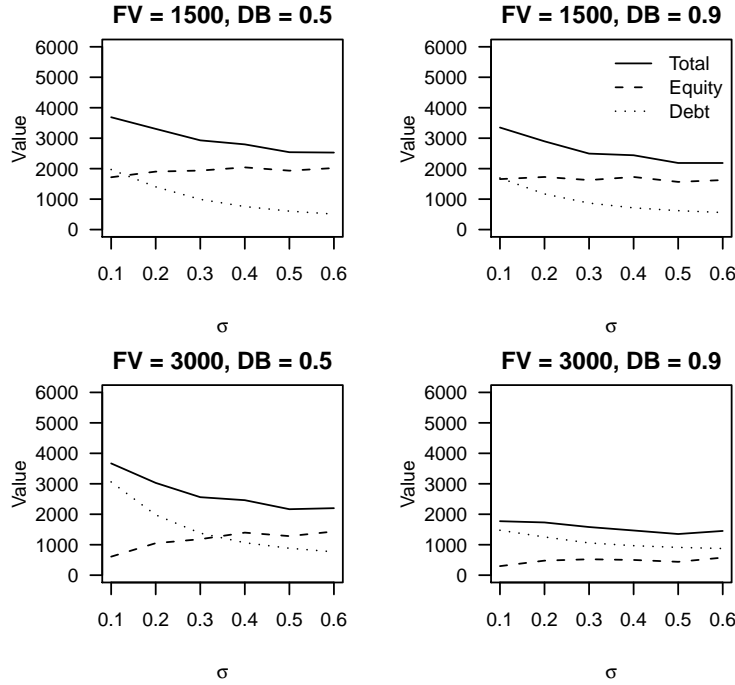 FV = 1500, DB = 0.5
Value
6000
5000
4000
3000
2000
1000
0
0.1 0.2 0.3 0.4 0.5 0.6
σ
FV = 1500, DB = 0.9
Value
6000
5000
4000
3000
2000
1000
0
Total
Equity
Debt
0.1 0.2 0.3 0.4 0.5 0.6
σ
FV = 3000, DB = 0.5
Value
6000
5000
4000
3000
2000
1000
0
0.1 0.2 0.3 0.4 0.5 0.6
σ
FV = 3000, DB = 0.9
Value
6000
5000
4000
3000
2000
1000
0
0.1 0.2 0.3 0.4 0.5 0.6
σ